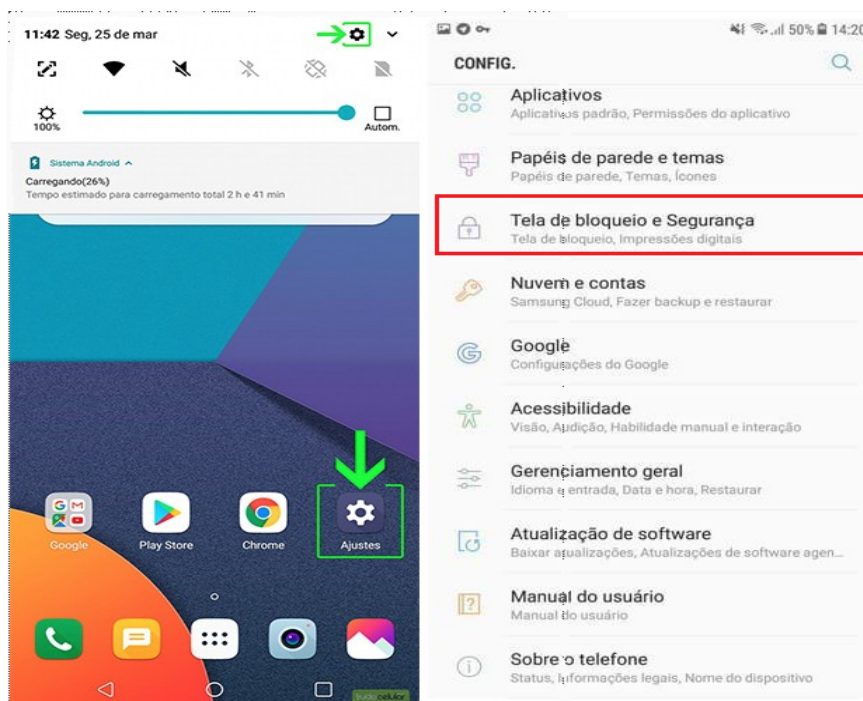 11:42 Seg, 25 de mar
100%
Autom.
Sistema Android
Carregando(26%)
Tempo estimado para carregamento total 2 h e 41 min
Google
Play Store
Chrome
Ajustes
tudocelular
50% 14:20
CONFIG.
Aplicativos
Aplicativos padrão, Permissões do aplicativo
Papéis de parede e temas
Papéis de parede, Temas, Ícones
Tela de bloqueio e Segurança
Tela de bloqueio, Impressões digitais
Nuvem e contas
Samsung Cloud, Fazer backup e restaurar
Google
Configurações do Google
Acessibilidade
Visão, Audição, Habilidade manual e interação
Gerenciamento geral
Idioma e entrada, Data e hora, Restaurar
Atualização de software
Baixar atualizações, Atualizações de software agen...
Manual do usuário
Manual do usuário
Sobre o telefone
Status, Informações legais, Nome do dispositivo